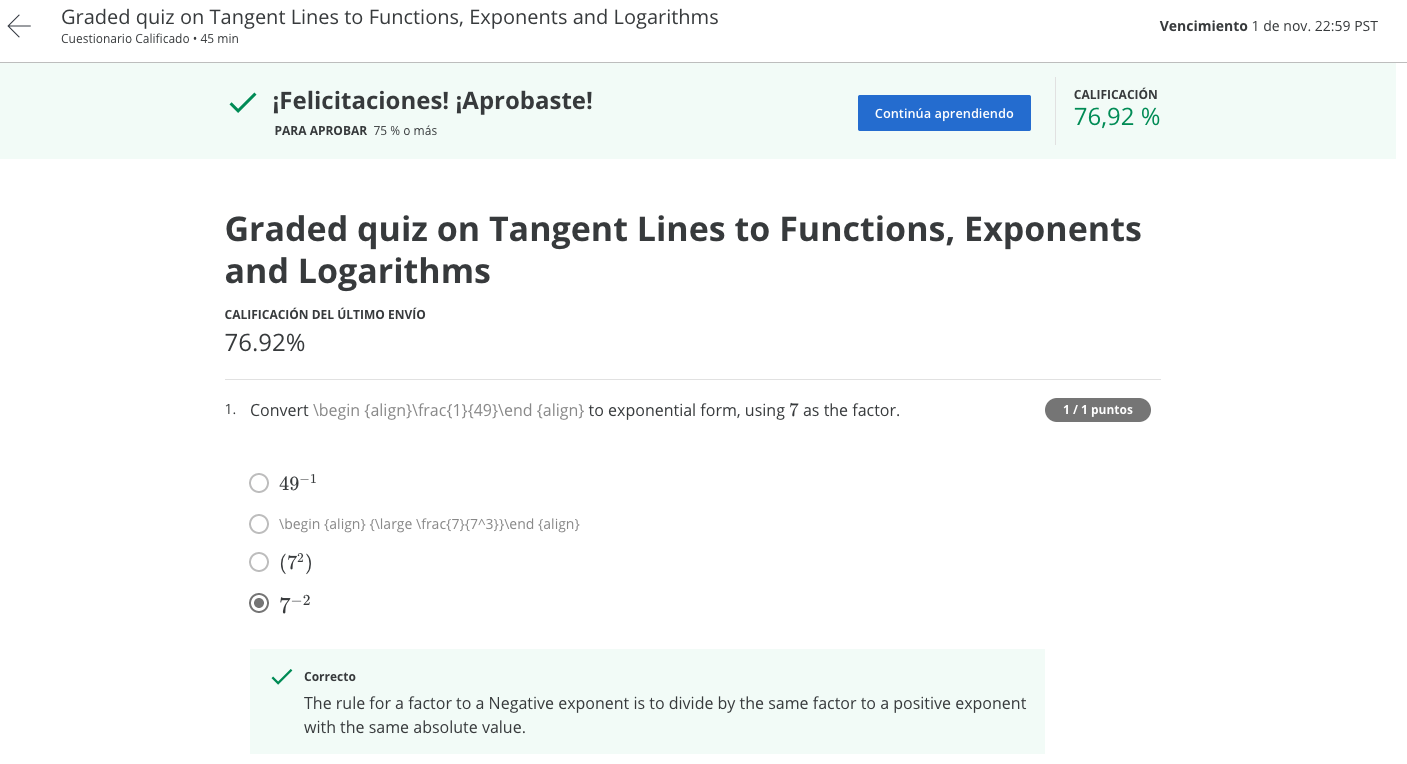 Graded quiz on Tangent Lines to Functions, Exponents and Logarithms
Cuestionario Calificado • 45 min
Vencimiento 1 de nov. 22:59 PST
¡Felicitaciones! ¡Aprobaste!
PARA APROBAR 75 % o más
Continúa aprendiendo
CALIFICACIÓN
76,92 %
Graded quiz on Tangent Lines to Functions, Exponents
and Logarithms
CALIFICACIÓN DEL ÚLTIMO ENVÍO
76.92%
1. Convert \begin {align}\frac{1}{49}\end {align} to exponential form, using 7 as the factor.
1 / 1 puntos
49⁻¹
\begin {align} {\large \frac{7}{7^3}}\end {align}
(7²)
7⁻²
Correcto
The rule for a factor to a Negative exponent is to divide by the same factor to a positive exponent
with the same absolute value.